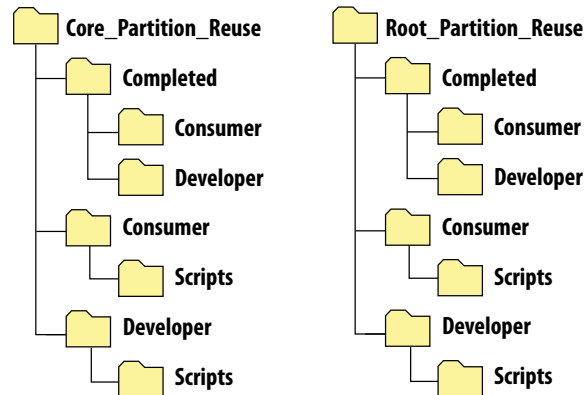 Core_Partition_Reuse
Completed
Consumer
Developer
Consumer
Scripts
Developer
Scripts
Root_Partition_Reuse
Completed
Consumer
Developer
Consumer
Scripts
Developer
Scripts